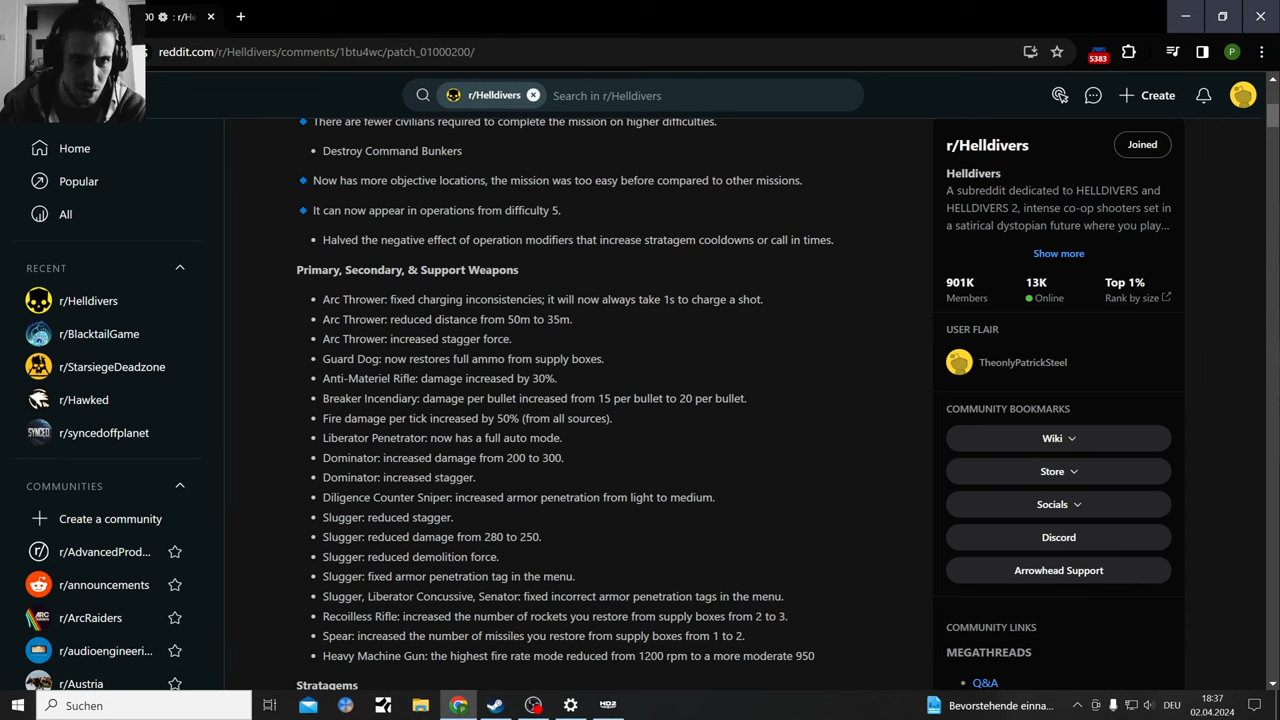 00 : r/He
reddit.com/r/Helldivers/comments/1btu4wc/patch_01000200/
5383
P
r/Helldivers
Search in r/Helldivers
Create
Home
Popular
All
RECENT
r/Helldivers
r/BlacktailGame
r/StarsiegeDeadzone
r/Hawked
SYNCED
r/syncedoffplanet
COMMUNITIES
Create a community
r/AdvancedProd...
r/announcements
ARC
r/ArcRaiders
r/audioengineeri...
r/Austria
There are fewer civilians required to complete the mission on higher difficulties.
Destroy Command Bunkers
Now has more objective locations, the mission was too easy before compared to other missions.
It can now appear in operations from difficulty 5.
Halved the negative effect of operation modifiers that increase stratagem cooldowns or call in times.
Primary, Secondary, & Support Weapons
Arc Thrower: fixed charging inconsistencies; it will now always take 1s to charge a shot.
Arc Thrower: reduced distance from 50m to 35m.
Arc Thrower: increased stagger force.
Guard Dog: now restores full ammo from supply boxes.
Anti-Materiel Rifle: damage increased by 30%.
Breaker Incendiary: damage per bullet increased from 15 per bullet to 20 per bullet.
Fire damage per tick increased by 50% (from all sources).
Liberator Penetrator: now has a full auto mode.
Dominator: increased damage from 200 to 300.
Dominator: increased stagger.
Diligence Counter Sniper: increased armor penetration from light to medium.
Slugger: reduced stagger.
Slugger: reduced damage from 280 to 250.
Slugger: reduced demolition force.
Slugger: fixed armor penetration tag in the menu.
Slugger, Liberator Concussive, Senator: fixed incorrect armor penetration tags in the menu.
Recoilless Rifle: increased the number of rockets you restore from supply boxes from 2 to 3.
Spear: increased the number of missiles you restore from supply boxes from 1 to 2.
Heavy Machine Gun: the highest fire rate mode reduced from 1200 rpm to a more moderate 950
Stratagems
r/Helldivers
Joined
Helldivers
A subreddit dedicated to HELLDIVERS and
HELLDIVERS 2, intense co-op shooters set in
a satirical dystopian future where you play...
Show more
901K
13K
Top 1%
Members
Online
Rank by size
USER FLAIR
TheonlyPatrickSteel
COMMUNITY BOOKMARKS
Wiki
Store
Socials
Discord
Arrowhead Support
COMMUNITY LINKS
MEGATHREADS
Q&A
Suchen
HD2
Bevorstehende einna...
DEU
18:37
02.04.2024